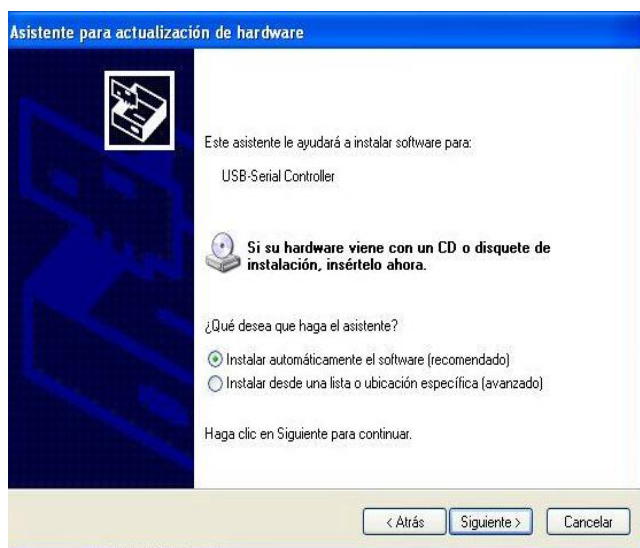 Asistente para actualización de hardware
Este asistente le ayudará a instalar software para:
USB-Serial Controller
Si su hardware viene con un CD o disquete de
instalación, insértelo ahora.
¿Qué desea que haga el asistente?
Instalar automáticamente el software (recomendado)
Instalar desde una lista o ubicación específica (avanzado)
Haga clic en Siguiente para continuar.
< Atrás Siguiente > Cancelar